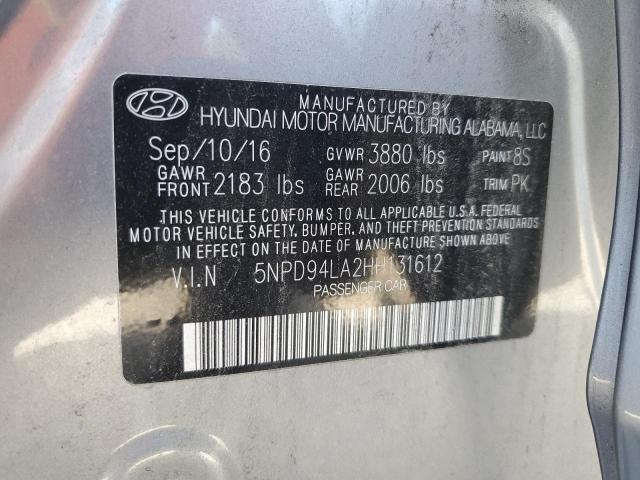 MANUFACTURED BY
HYUNDAI MOTOR MANUFACTURING ALABAMA, LLC
Sep/10/16 GVWR 3880 lbs PAINT 8S
GAWR FRONT 2183 lbs GAWR REAR 2006 lbs TRIM PK
THIS VEHICLE CONFORMS TO ALL APPLICABLE U.S.A. FEDERAL
MOTOR VEHICLE SAFETY, BUMPER, AND THEFT PREVENTION STANDARDS
IN EFFECT ON THE DATE OF MANUFACTURE SHOWN ABOVE.
V.I.N 5NPD94LA2HH131612
PASSENGER CAR